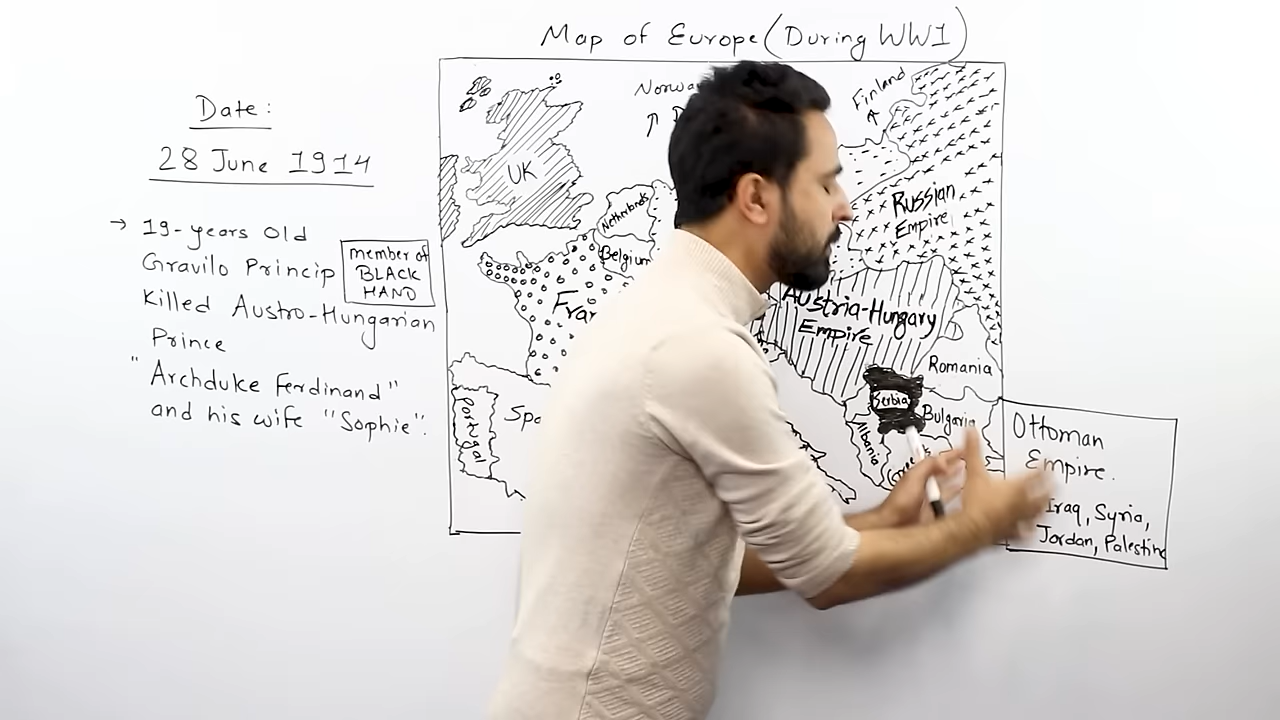 Map of Europe (During WW1)
Date:
28 June 1914
→ 19-years Old
Gravilo Princip
member of
BLACK
HAND
Killed Austro-Hungarian
Prince
"Archduke Ferdinand"
and his wife "Sophie".
UK
Netherlands
Belgium
Portugal
Finland
Russian
Empire
Austria-Hungary
Empire
Romania
Serbia
Bulgaria
Albania
Ottoman
Empire.
Iraq, Syria,
Jordan, Palestine